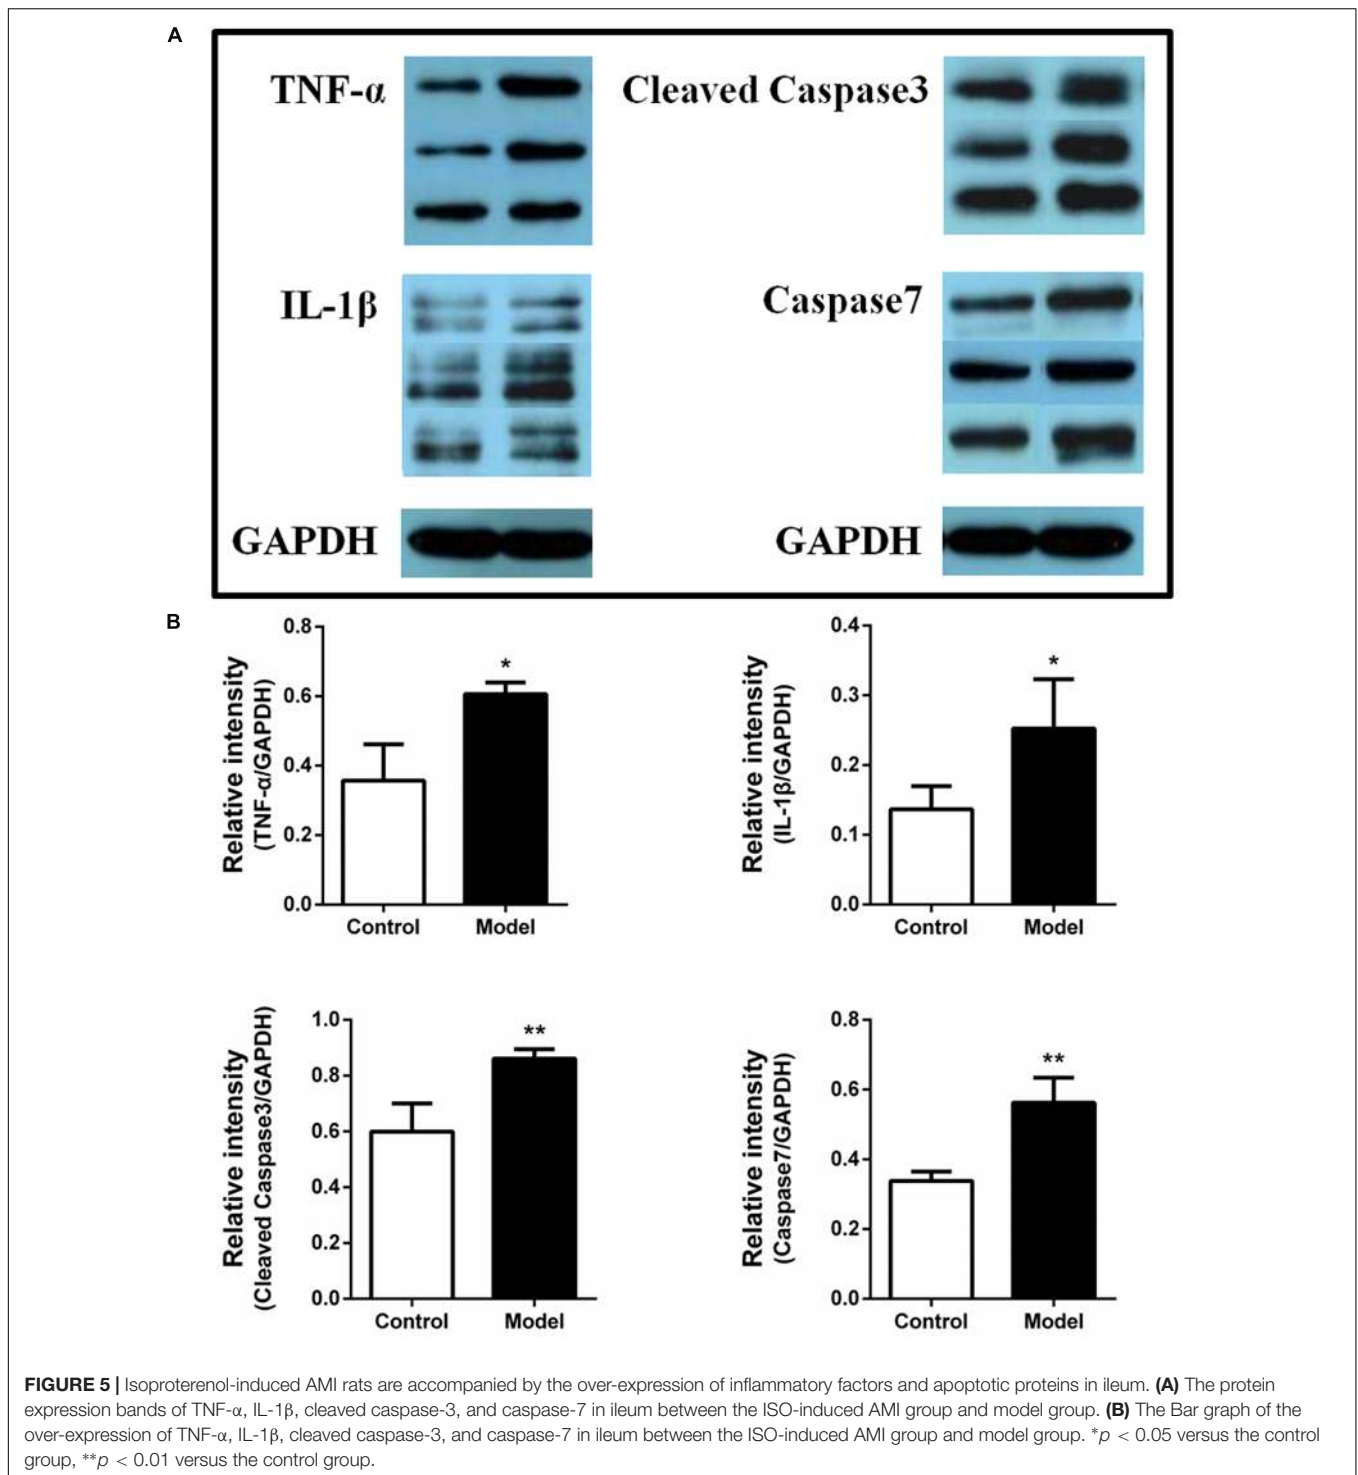 A
TNF-α
Cleaved Caspase3
IL-1β
Caspase7
GAPDH
GAPDH
B
Relative intensity
(TNF-α/GAPDH)
0.8
0.6
0.4
0.2
0.0
*
Control
Model
Relative intensity
(IL-1β/GAPDH)
0.4
0.3
0.2
0.1
0.0
*
Control
Model
Relative intensity
(Cleaved Caspase3/GAPDH)
1.0
0.8
0.6
0.4
0.2
0.0
**
Control
Model
Relative intensity
(Caspase7/GAPDH)
0.8
0.6
0.4
0.2
0.0
**
Control
Model
FIGURE 5 | Isoproterenol-induced AMI rats are accompanied by the over-expression of inflammatory factors and apoptotic proteins in ileum. (A) The protein
expression bands of TNF-α, IL-1β, cleaved caspase-3, and caspase-7 in ileum between the ISO-induced AMI group and model group. (B) The Bar graph of the
over-expression of TNF-α, IL-1β, cleaved caspase-3, and caspase-7 in ileum between the ISO-induced AMI group and model group. *p < 0.05 versus the control
group, **p < 0.01 versus the control group.